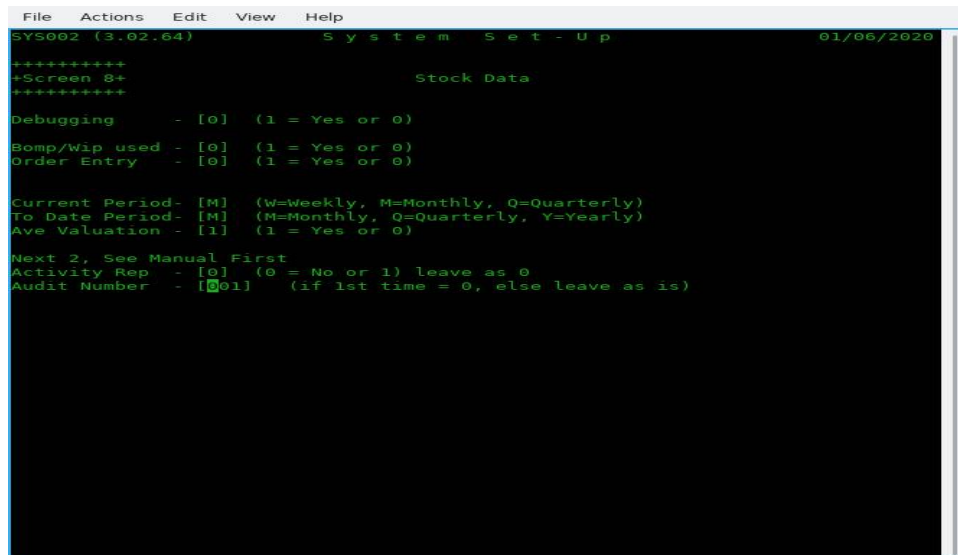 File Actions Edit View Help
SYS002 (3.02.64) S y s t e m S e t - U p 01/06/2020
++++++++++
+Screen 8+ Stock Data
++++++++++
Debugging - [0] (1 = Yes or 0)
Bomp/Wip used - [0] (1 = Yes or 0)
Order Entry - [0] (1 = Yes or 0)
Current Period- [M] (W=Weekly, M=Monthly, Q=Quarterly)
To Date Period- [M] (M=Monthly, Q=Quarterly, Y=Yearly)
Ave Valuation - [1] (1 = Yes or 0)
Next 2, See Manual First
Activity Rep - [0] (0 = No or 1) leave as 0
Audit Number - [001] (if 1st time = 0, else leave as is)